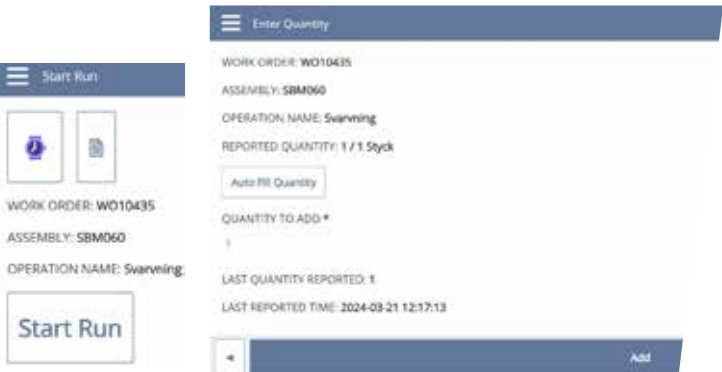 Start Run
WORK ORDER: WO10435
ASSEMBLY: SBM060
OPERATION NAME: Svarvning
Start Run
Enter Quantity
WORK ORDER: WO10435
ASSEMBLY: SBM060
OPERATION NAME: Svarvning
REPORTED QUANTITY: 1 / 1 Styck
Auto Fill Quantity
QUANTITY TO ADD *
1
LAST QUANTITY REPORTED: 1
LAST REPORTED TIME: 2024-03-21 12:17:13
Add